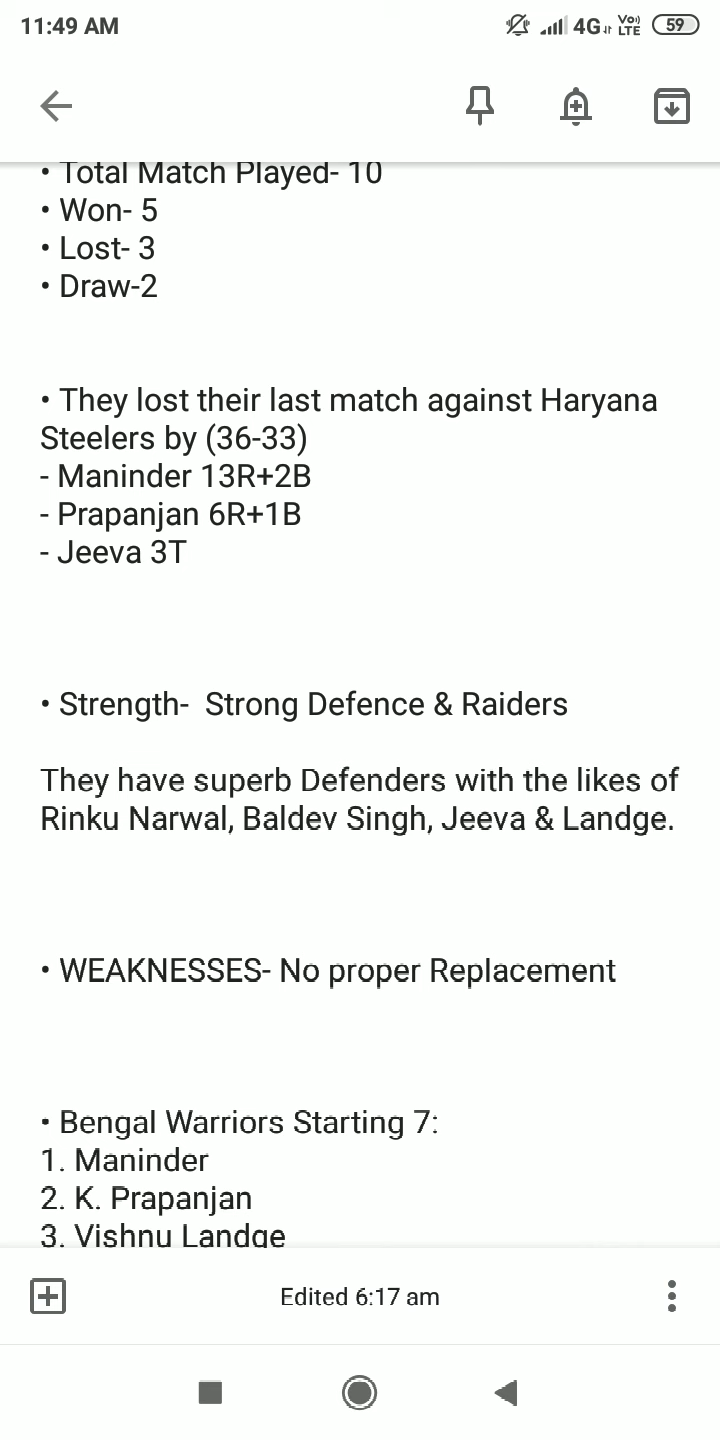 11:49 AM
4G
Vo) LTE
59
• Total Match Played- 10
• Won- 5
• Lost- 3
• Draw-2
• They lost their last match against Haryana
Steelers by (36-33)
- Maninder 13R+2B
- Prapanjan 6R+1B
- Jeeva 3T
• Strength-  Strong Defence & Raiders
They have superb Defenders with the likes of
Rinku Narwal, Baldev Singh, Jeeva & Landge.
• WEAKNESSES- No proper Replacement
• Bengal Warriors Starting 7:
1. Maninder
2. K. Prapanjan
3. Vishnu Landge
Edited 6:17 am